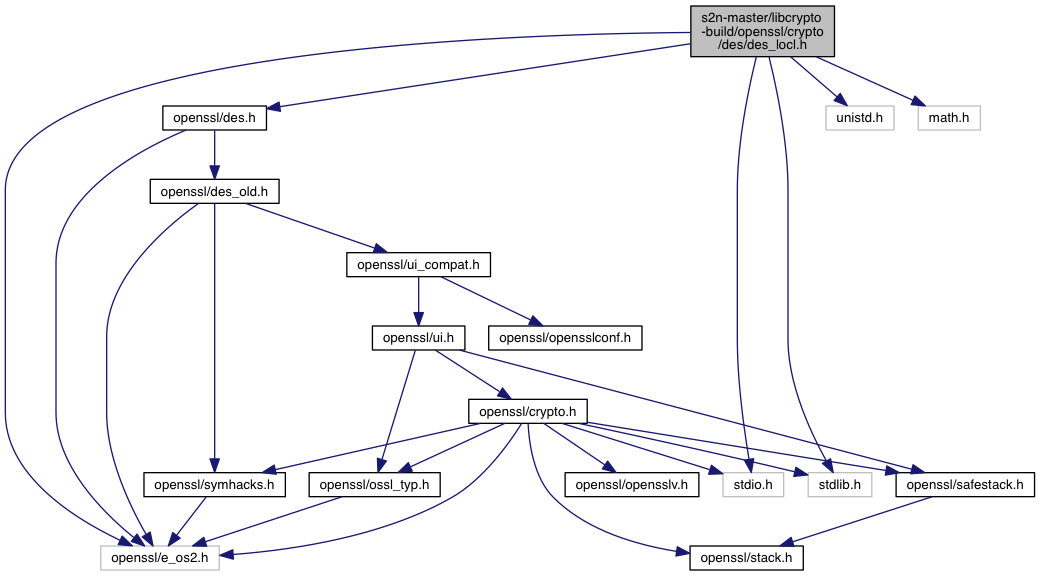 s2n-master/libcrypto
-build/openssl/crypto
/des/des_locl.h
openssl/des.h
unistd.h
math.h
openssl/des_old.h
openssl/ui_compat.h
openssl/ui.h
openssl/opensslconf.h
openssl/crypto.h
openssl/symhacks.h
openssl/ossl_typ.h
openssl/opensslv.h
stdio.h
stdlib.h
openssl/safestack.h
openssl/e_os2.h
openssl/stack.h